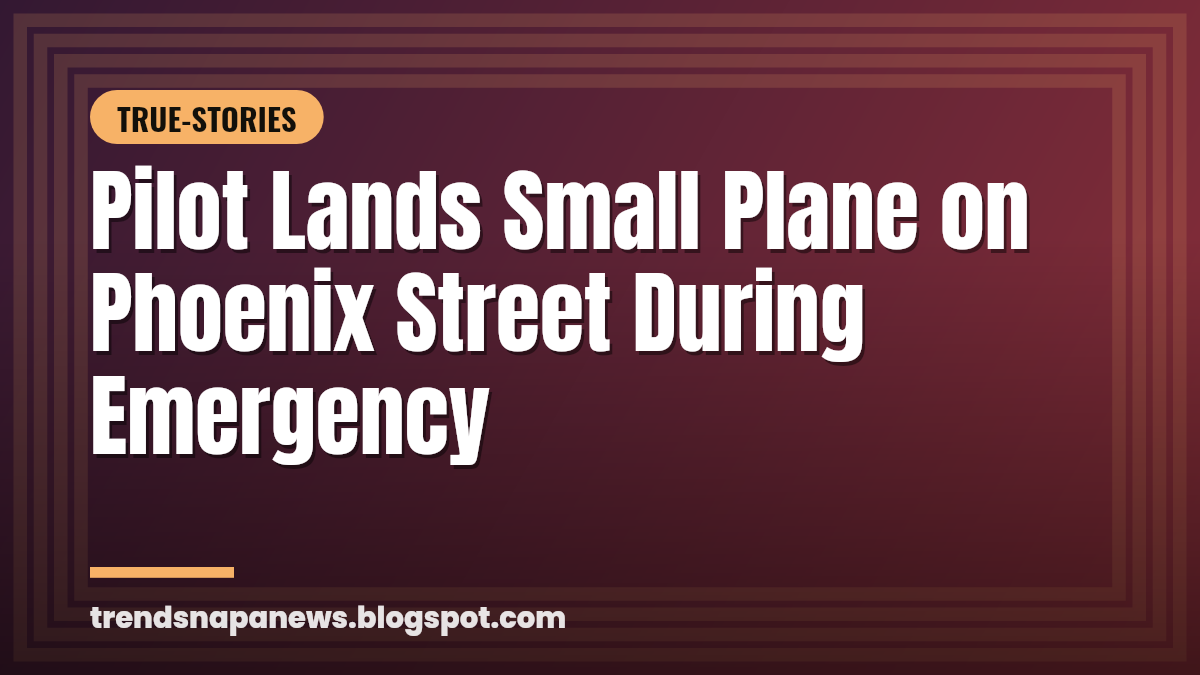 TRUE-STORIES
Pilot Lands Small Plane on
Phoenix Street During
Emergency
trendsnapanews.blogspot.com